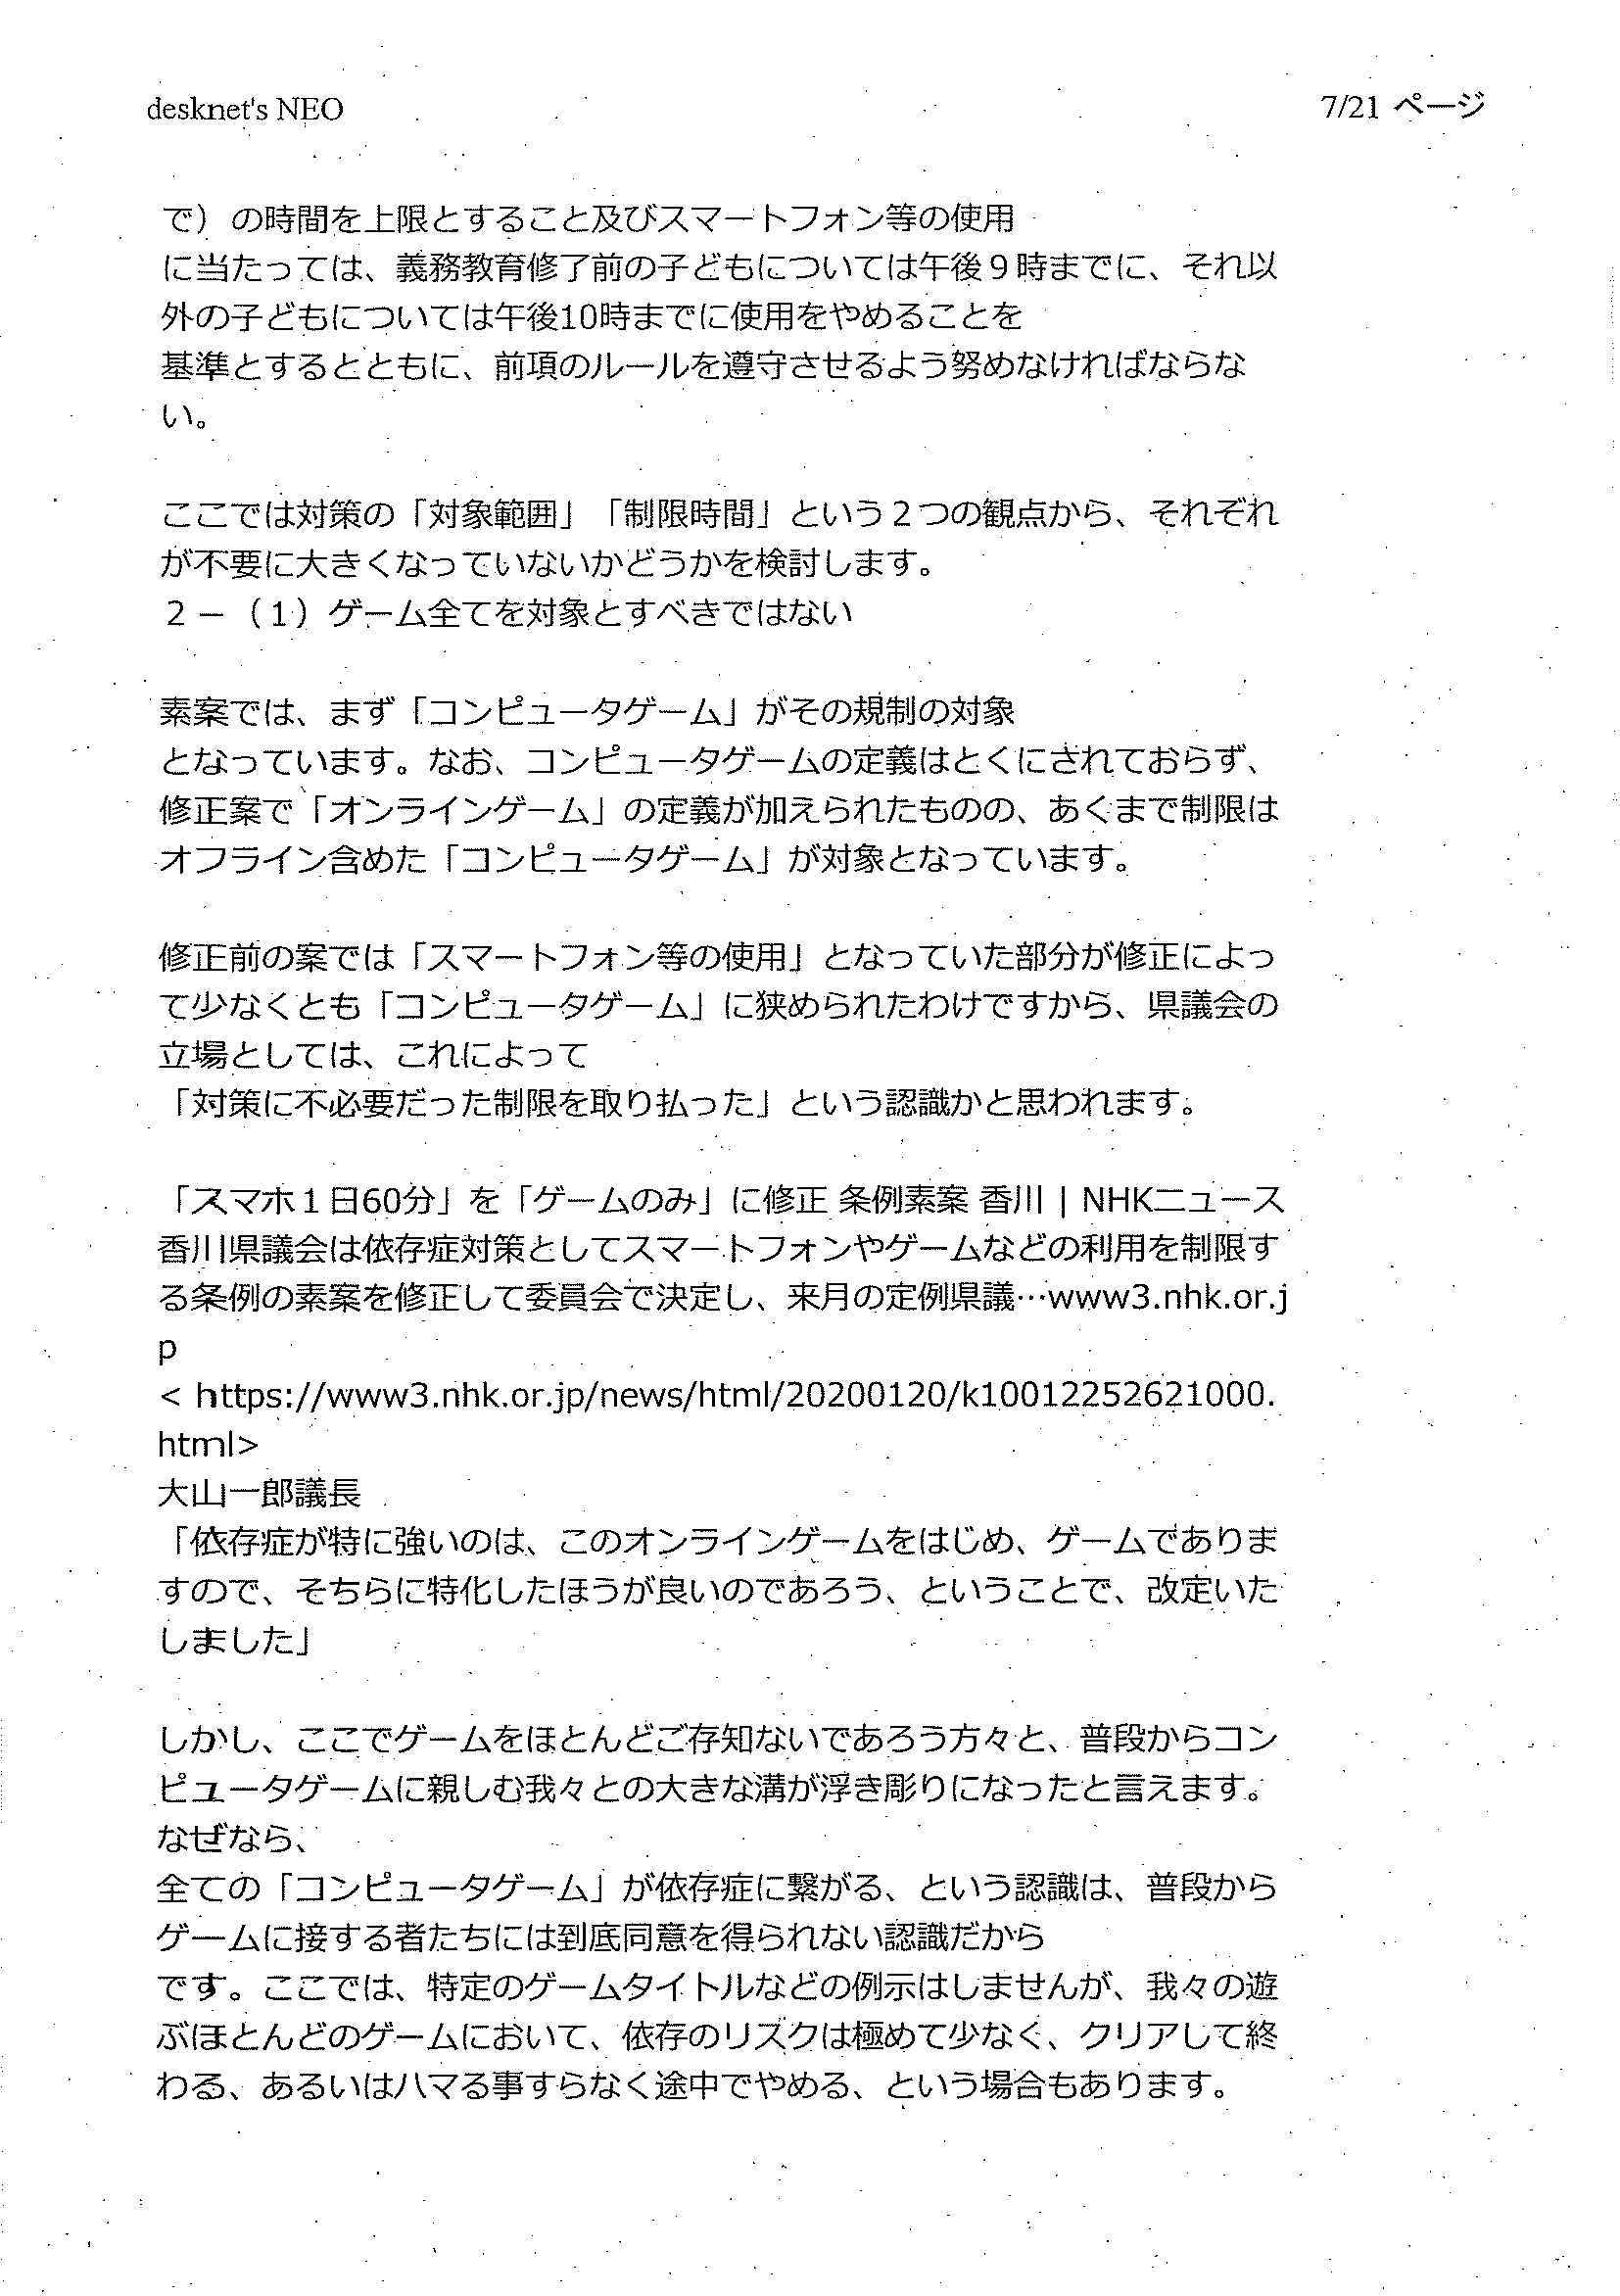 desknet's NEO
7/21 ページ
で）の時間を上限とすること及びスマートフォン等の使用
に当たっては、義務教育修了前の子どもについては午後９時までに、それ以
外の子どもについては午後10時までに使用をやめることを
基準とするとともに、前項のルールを遵守させるよう努めなければならな
い。
ここでは対策の「対象範囲」「制限時間」という２つの観点から、それぞれ
が不要に大きくなっていないかどうかを検討します。
２－（１）ゲーム全てを対象とすべきではない
素案では、まず「コンピュータゲーム」がその規制の対象
となっています。なお、コンピュータゲームの定義はとくにされておらず、
修正案で「オンラインゲーム」の定義が加えられたものの、あくまで制限は
オフライン含めた「コンピュータゲーム」が対象となっています。
修正前の案では「スマートフォン等の使用」となっていた部分が修正によっ
て少なくとも「コンピュータゲーム」に狭められたわけですから、県議会の
立場としては、これによって
「対策に不必要だった制限を取り払った」という認識かと思われます。
「スマホ１日60分」を「ゲームのみ」に修正 条例素案 香川 | NHKニュース
香川県議会は依存症対策としてスマートフォンやゲームなどの利用を制限す
る条例の素案を修正して委員会で決定し、来月の定例県議…www3.nhk.or.j
p
< https://www3.nhk.or.jp/news/html/20200120/k10012252621000.
html>
大山一郎議長
「依存症が特に強いのは、このオンラインゲームをはじめ、ゲームでありま
すので、そちらに特化したほうが良いのであろう、ということで、改定いた
しました」
しかし、ここでゲームをほとんどご存知ないであろう方々と、普段からコン
ピュータゲームに親しむ我々との大きな溝が浮き彫りになったと言えます。
なぜなら、
全ての「コンピュータゲーム」が依存症に繋がる、という認識は、普段から
ゲームに接する者たちには到底同意を得られない認識だから
です。ここでは、特定のゲームタイトルなどの例示はしませんが、我々の遊
ぶほとんどのゲームにおいて、依存のリスクは極めて少なく、クリアして終
わる、あるいはハマる事すらなく途中でやめる、という場合もあります。